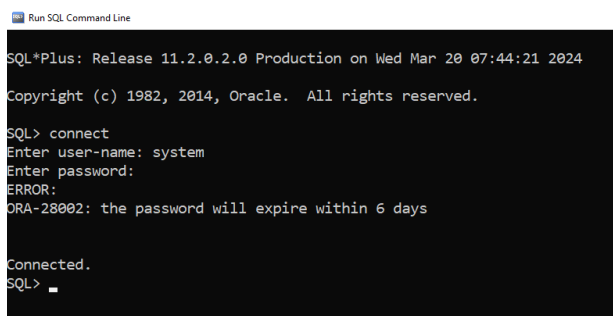 Run SQL Command Line
SQL*Plus: Release 11.2.0.2.0 Production on Wed Mar 20 07:44:21 2024
Copyright (c) 1982, 2014, Oracle.  All rights reserved.
SQL> connect
Enter user-name: system
Enter password:
ERROR:
ORA-28002: the password will expire within 6 days
Connected.
SQL>